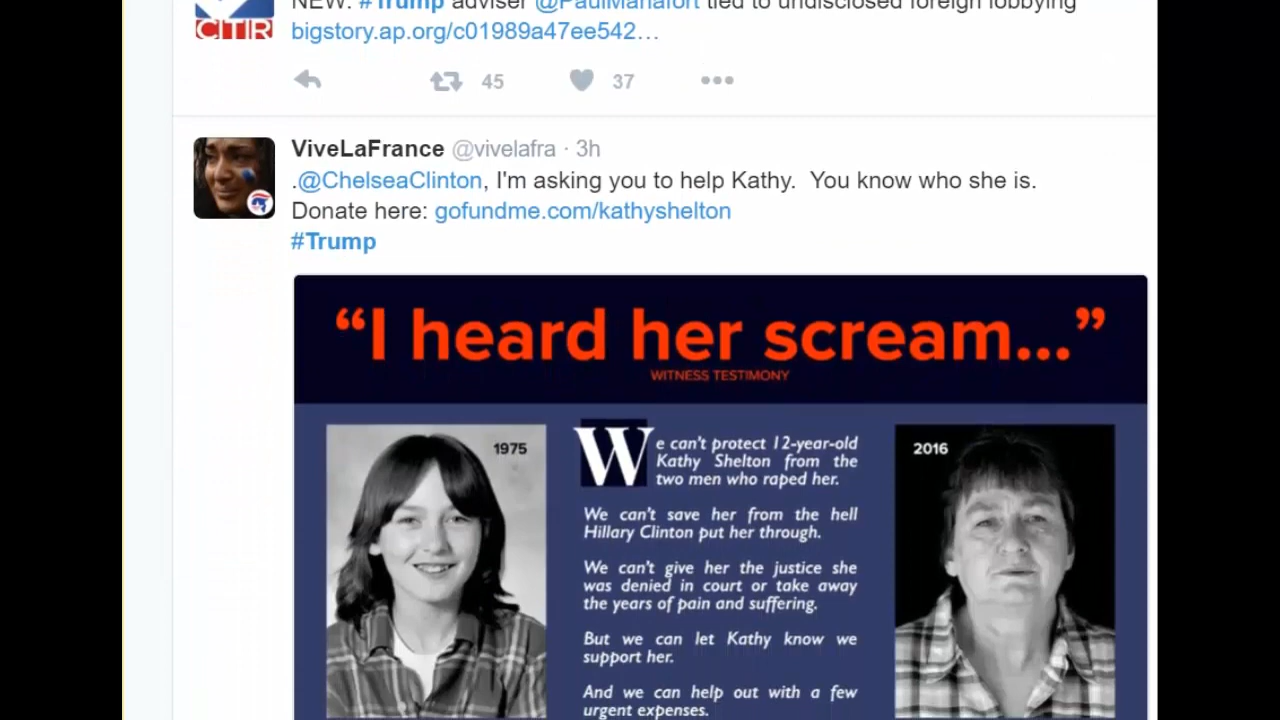 NEW: #Trump adviser @PaulManafort tied to undisclosed foreign lobbying
bigstory.ap.org/c01989a47ee542…
45 37
ViveLaFrance @vivelafra · 3h
.@ChelseaClinton, I'm asking you to help Kathy. You know who she is.
Donate here: gofundme.com/kathyshelton
#Trump
“I heard her scream...”
WITNESS TESTIMONY
1975
We can't protect 12-year-old
Kathy Shelton from the
two men who raped her.
We can't save her from the hell
Hillary Clinton put her through.
We can't give her the justice she
was denied in court or take away
the years of pain and suffering.
But we can let Kathy know we
support her.
And we can help out with a few
urgent expenses.
2016